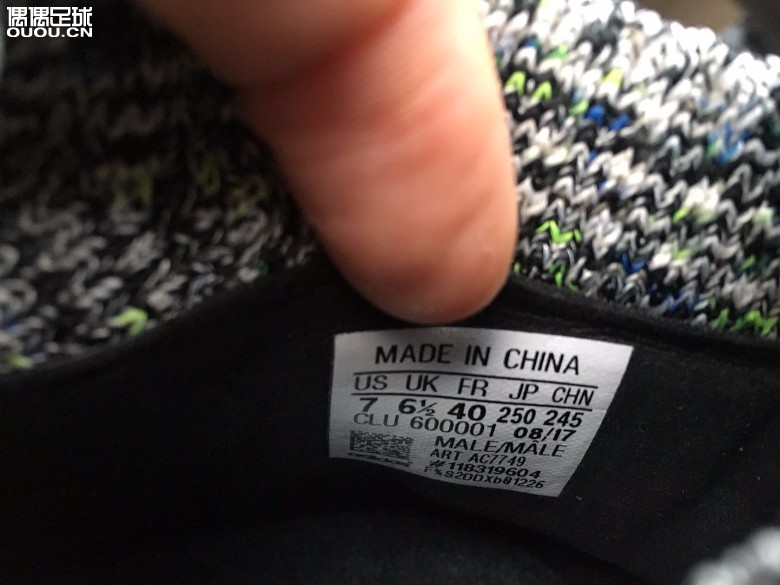 偶偶足球
OUOU.CN
MADE IN CHINA
US UK FR JP CHN
7 6½ 40 250 245
CLU 600001 08/17
MALE/MALE
ART AC7749
#118319604
adidas